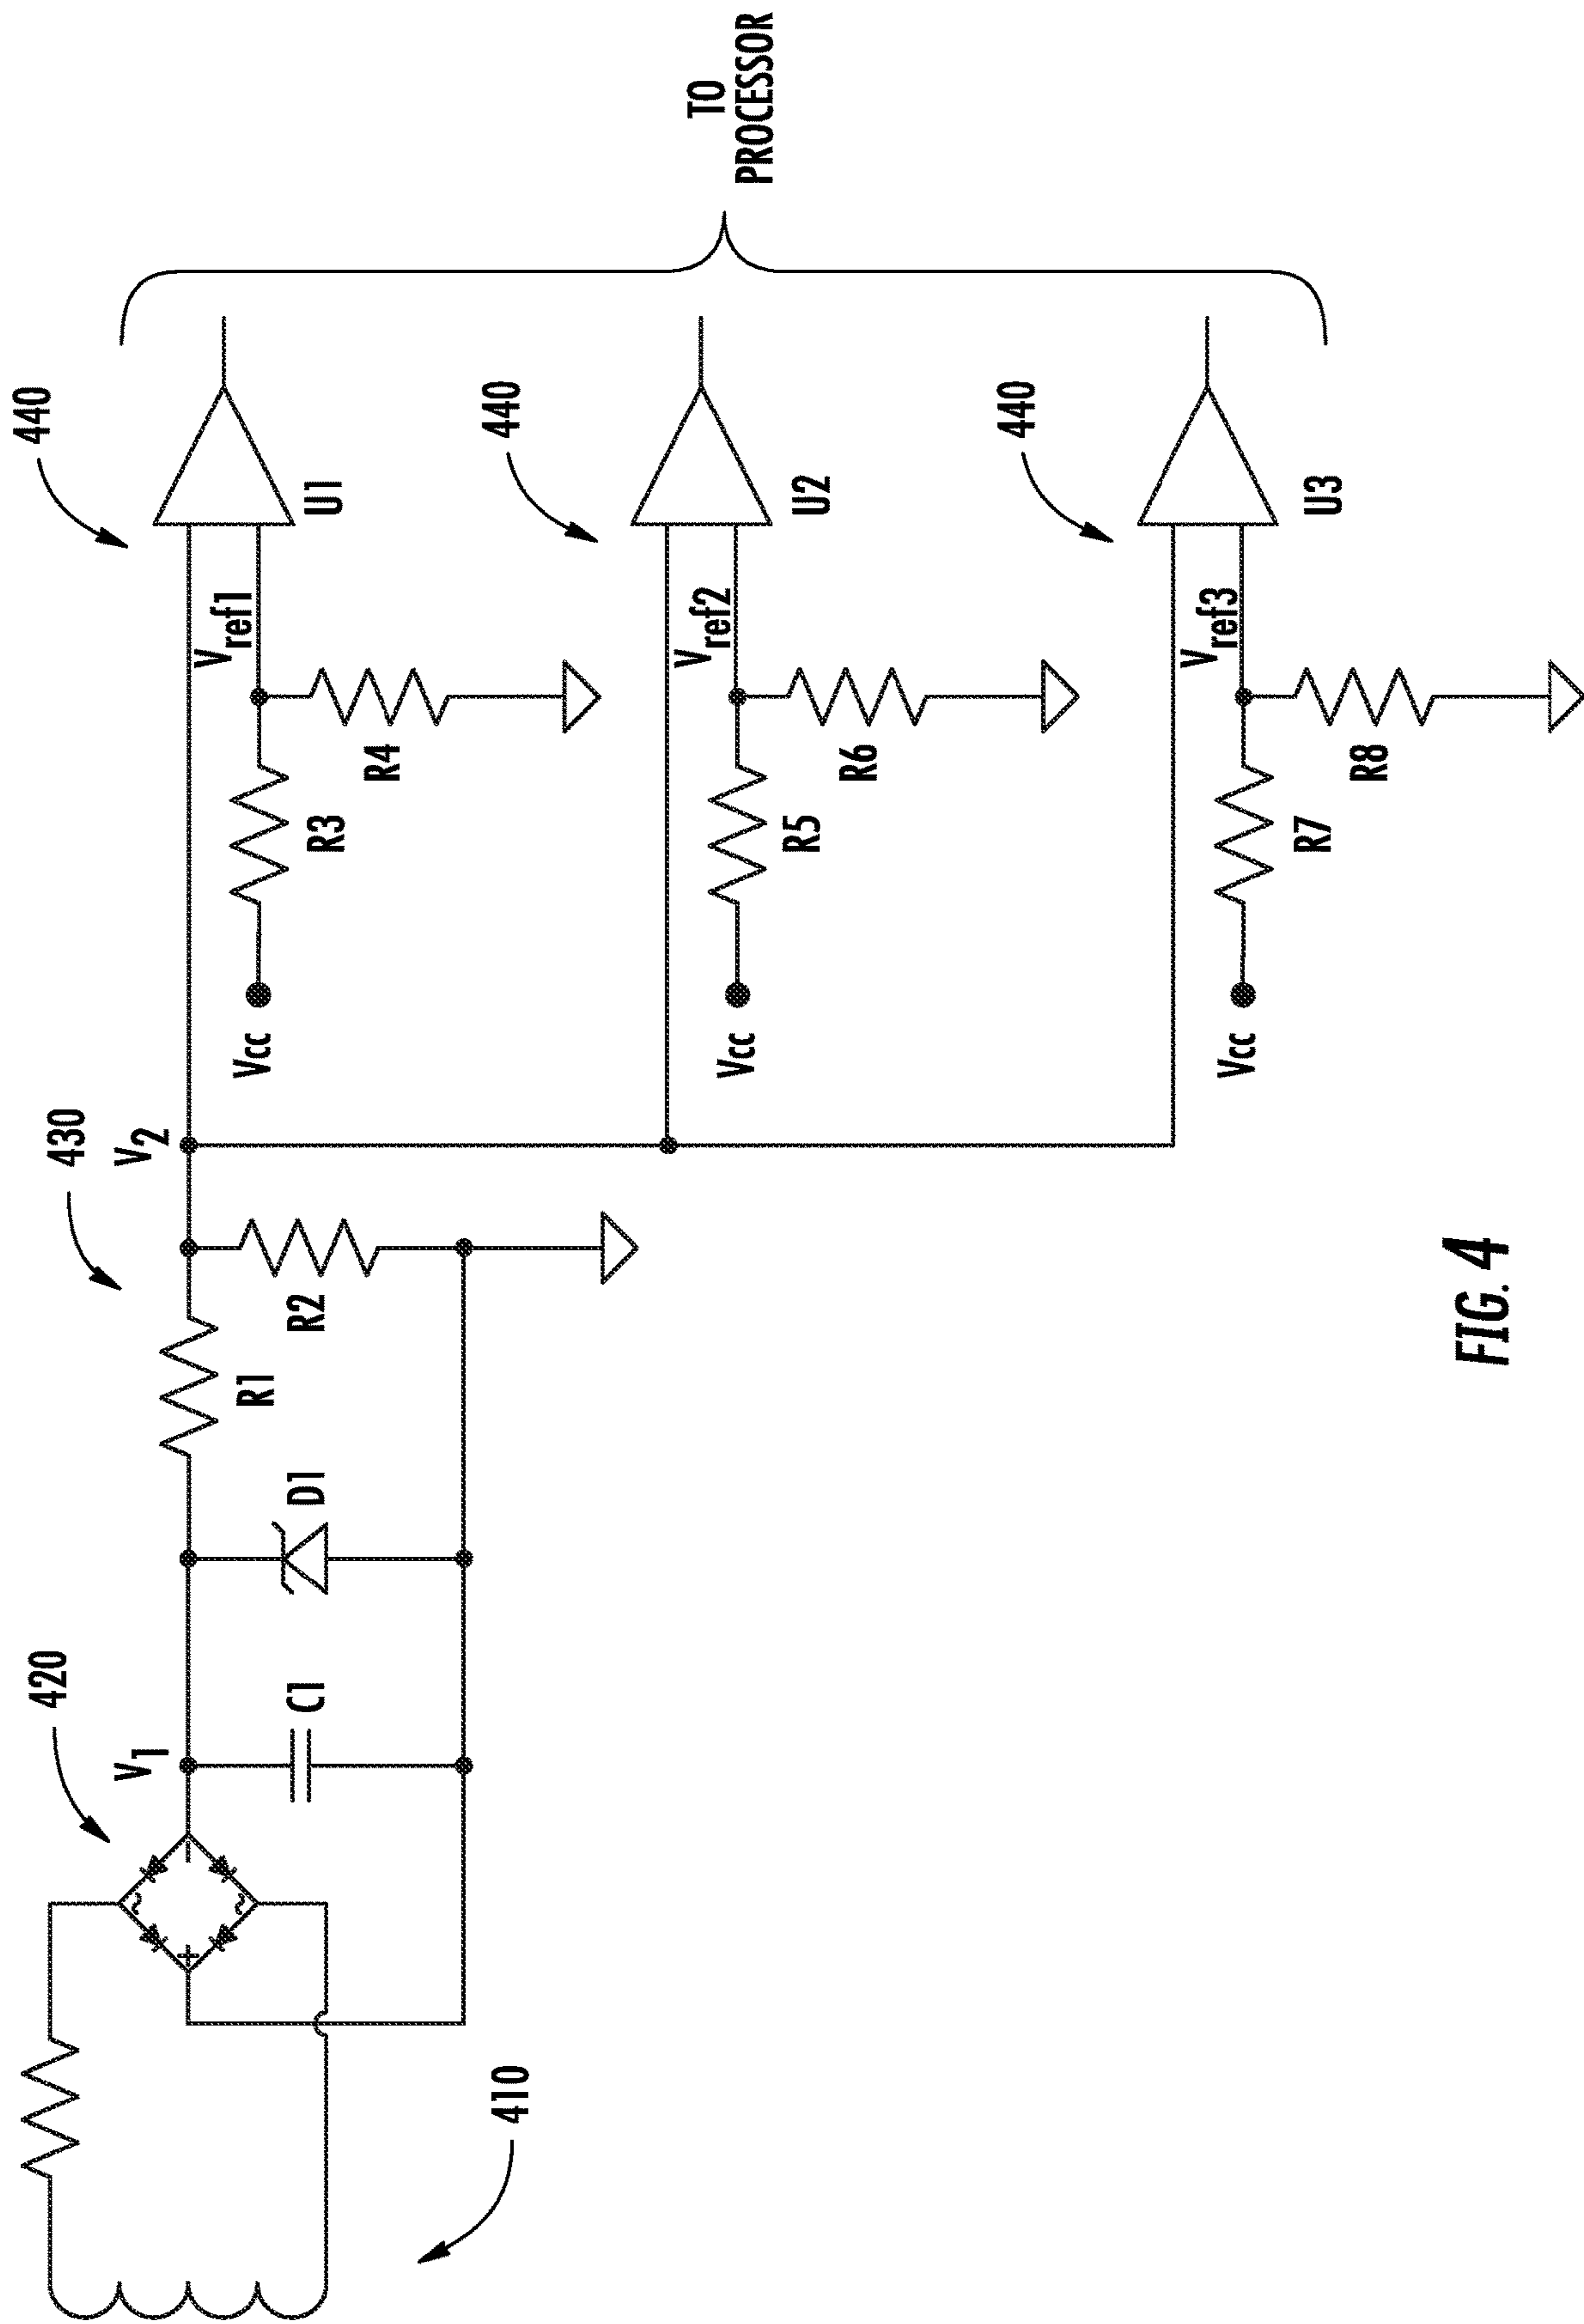 410
420
V1
C1
D1
R1
R2
430
V2
Vcc
R3
R4
Vref1
U1
440
Vcc
R5
R6
Vref2
U2
440
Vcc
R7
R8
Vref3
U3
440
TO
PROCESSOR
~
~
+
−
FIG. 4